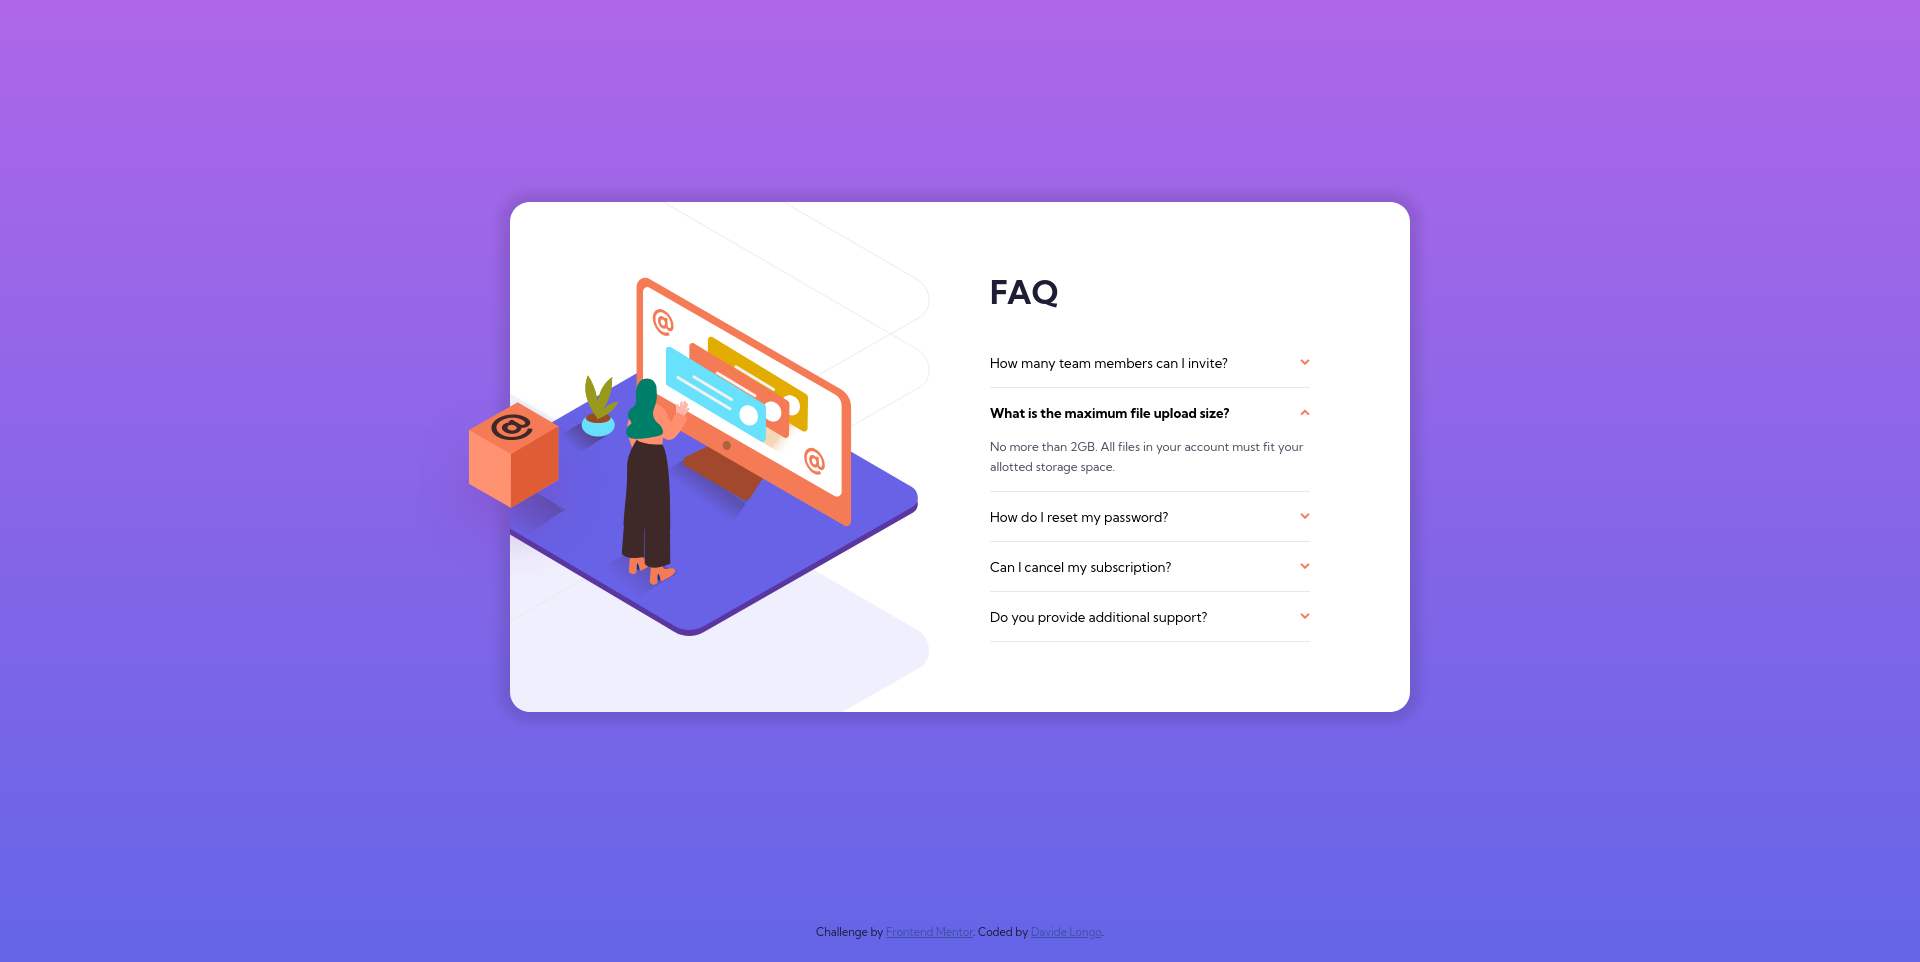 FAQ
How many team members can I invite?
What is the maximum file upload size?
No more than 2GB. All files in your account must fit your
allotted storage space.
How do I reset my password?
Can I cancel my subscription?
Do you provide additional support?
@
@
@
Challenge by Frontend Mentor. Coded by Davide Longo.